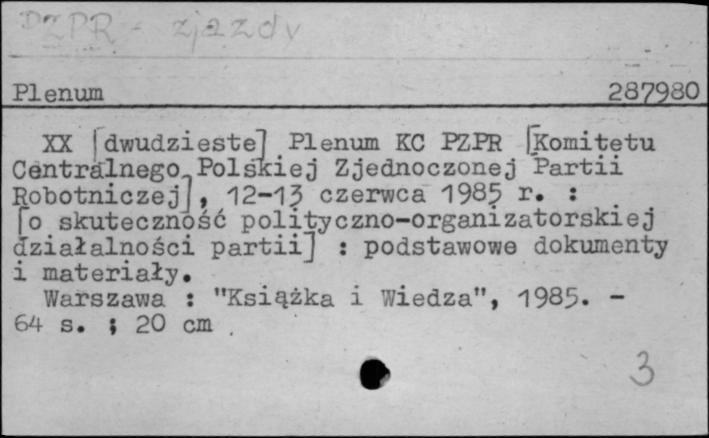 PZPR - zjazdy
Plenum 287980
XX [dwudzieste] Plenum KC PZPR [Komitetu
Centralnego Polskiej Zjednoczonej Partii
Robotniczej], 12-13 czerwca 1985 r. :
[o skuteczność polityczno-organizatorskiej
działalności partii] : podstawowe dokumenty
i materiały.
Warszawa : "Książka i Wiedza", 1985. -
64 s. ; 20 cm .
3